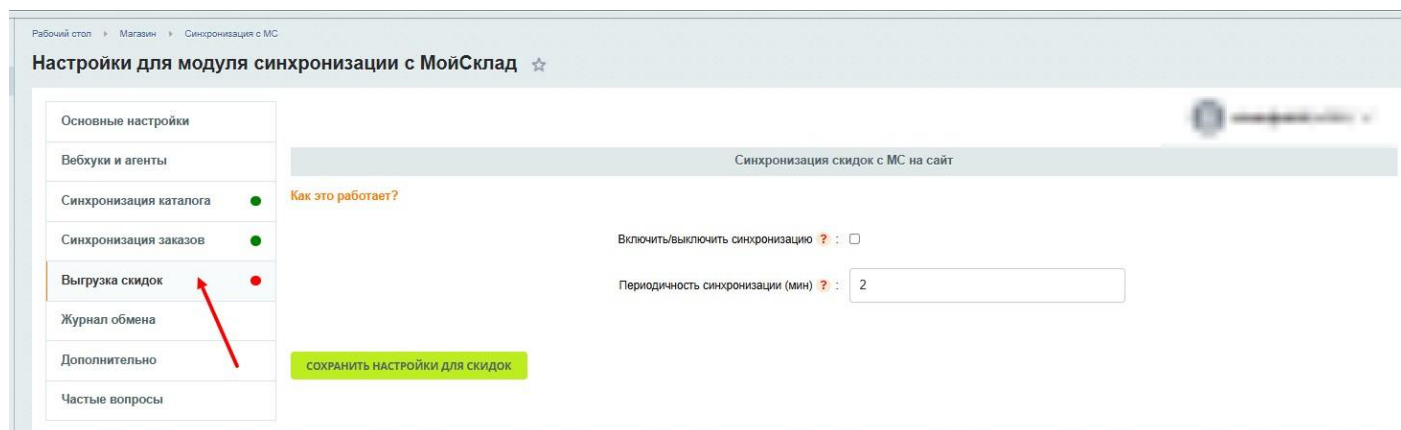 Рабочий стол Магазин Синхронизация с МС
Настройки для модуля синхронизации с МойСклад
Основные настройки
Вебхуки и агенты
Синхронизация каталога
Синхронизация заказов
Выгрузка скидок
Журнал обмена
Дополнительно
Частые вопросы
Синхронизация скидок с МС на сайт
Как это работает?
Включить/выключить синхронизацию ? :
Периодичность синхронизации (мин) ? : 2
СОХРАНИТЬ НАСТРОЙКИ ДЛЯ СКИДОК